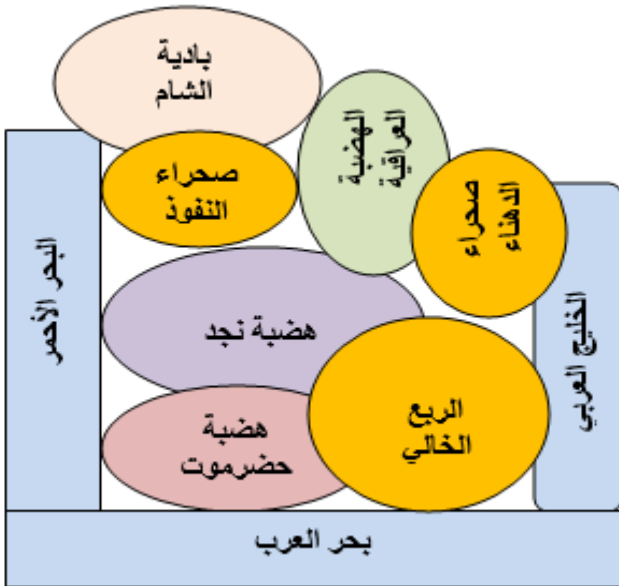 بادية
الشام
الهضبة
العراقية
صحراء
النفوذ
صحراء
الدهناء
البحر الأحمر
هضبة نجد
الخليج العربي
الربع
الخالي
هضبة
حضرموت
بحر العرب